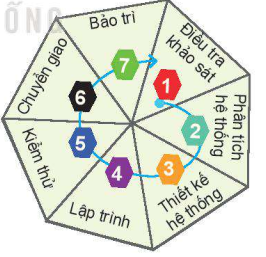 ỐNG
Điều tra
khảo sát
1
Phân tích
hệ thống
2
Thiết kế
hệ thống
3
Lập trình
4
Kiểm thử
5
Chuyển giao
6
Bảo trì
7